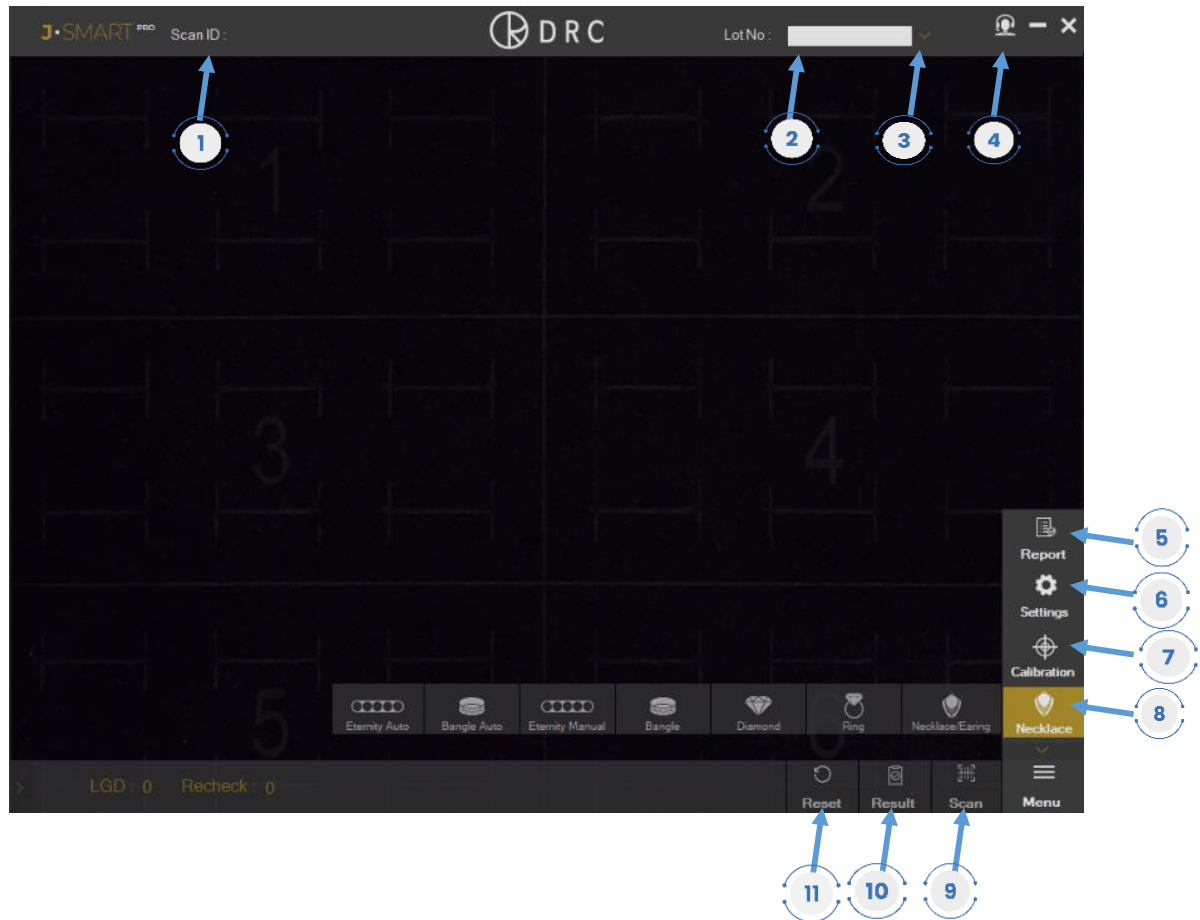 J·SMART PRO Scan ID : DRC Lot No :
1 2 3 4
1 2
3 4
Report 5
Settings 6
Calibration 7
5 6
Eternity Auto Bangle Auto Eternity Manual Bangle Diamond Ring Necklace/Earing Necklace 8
LGD : 0 Recheck : 0
Reset Result Scan Menu
11 10 9